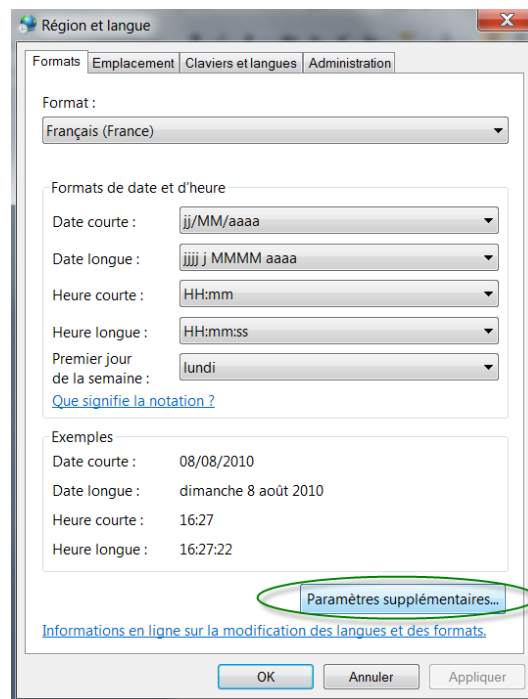 Région et langue
Formats Emplacement Claviers et langues Administration
Format :
Français (France)
Formats de date et d'heure
Date courte : jj/MM/aaaa
Date longue : jjjj j MMMM aaaa
Heure courte : HH:mm
Heure longue : HH:mm:ss
Premier jour
de la semaine : lundi
Que signifie la notation ?
Exemples
Date courte : 08/08/2010
Date longue : dimanche 8 août 2010
Heure courte : 16:27
Heure longue : 16:27:22
Paramètres supplémentaires...
Informations en ligne sur la modification des langues et des formats.
OK Annuler Appliquer